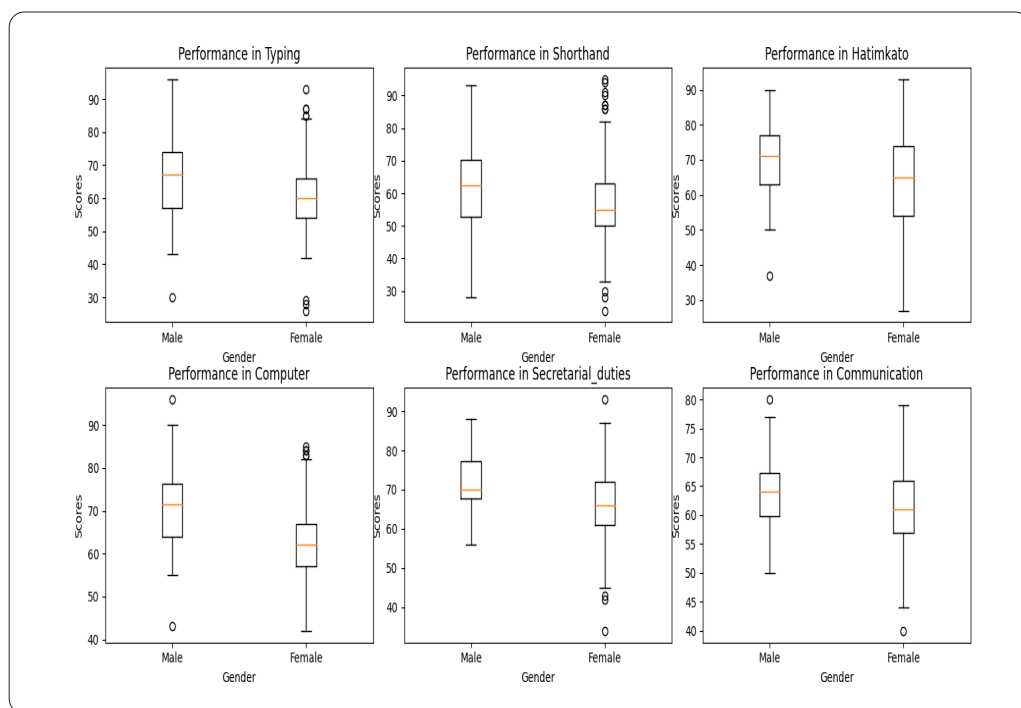 Performance in Typing
90
80
70
60
50
40
30
Scores
Male
Female
Gender
Performance in Shorthand
90
80
70
60
50
40
30
Scores
Male
Female
Gender
Performance in Hatimkato
90
80
70
60
50
40
30
Scores
Male
Female
Gender
Performance in Computer
90
80
70
60
50
40
Scores
Male
Female
Gender
Performance in Secretarial_duties
90
80
70
60
50
40
Scores
Male
Female
Gender
Performance in Communication
80
75
70
65
60
55
50
45
40
Scores
Male
Female
Gender